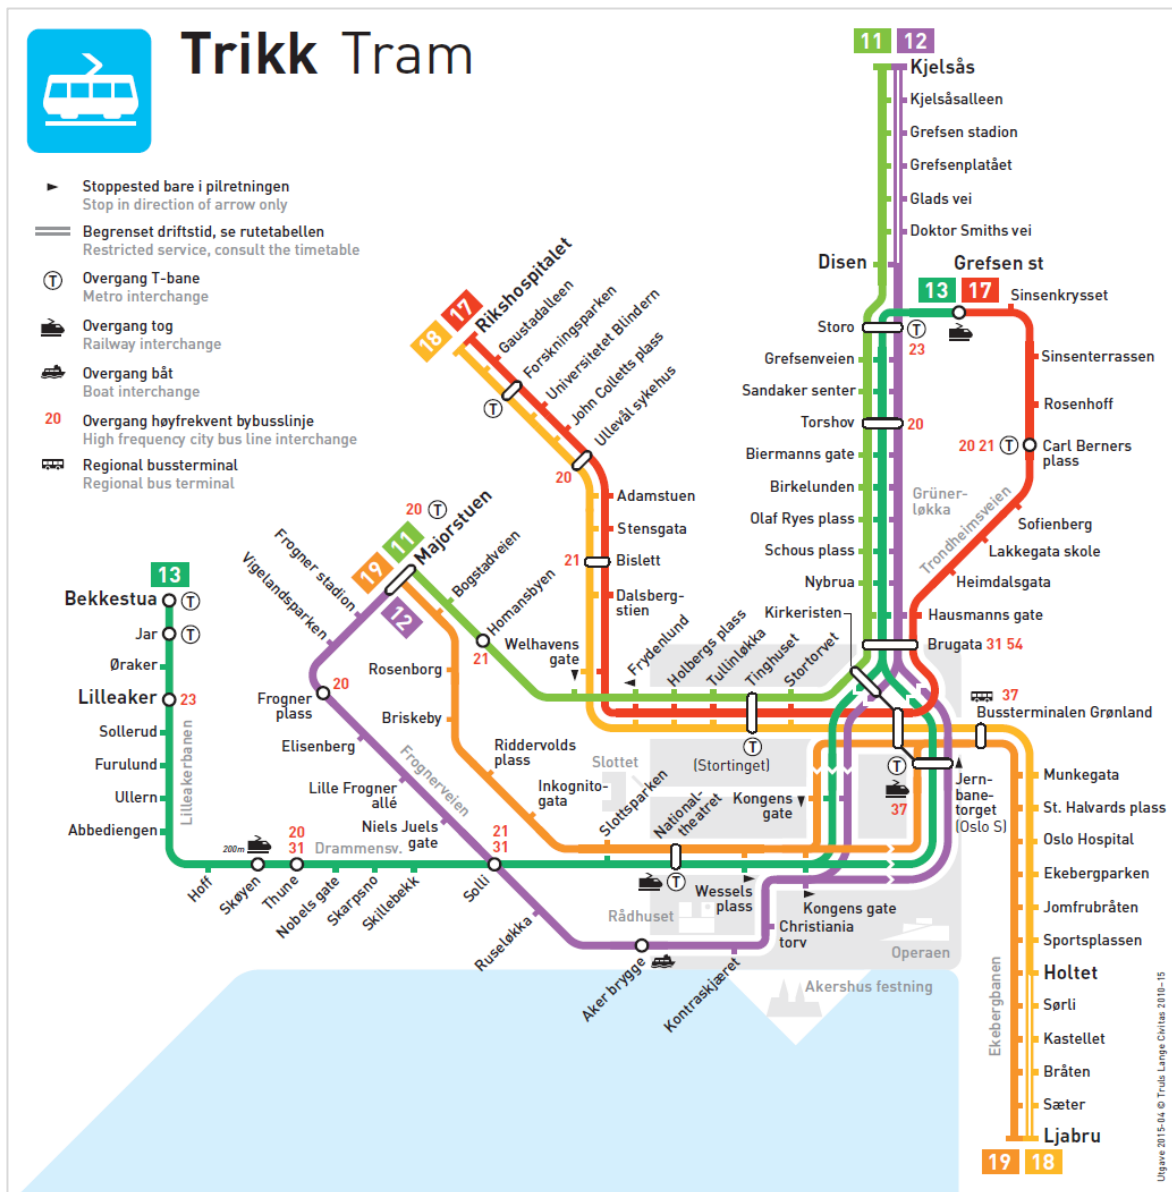 Trikk Tram
Stoppested bare i pilretningen
Stop in direction of arrow only
Begrenset driftstid, se rutetabellen
Restricted service, consult the timetable
T
Overgang T-bane
Metro interchange
Overgang tog
Railway interchange
Overgang båt
Boat interchange
20
Overgang høyfrekvent bybusslinje
High frequency city bus line interchange
Regional bussterminal
Regional bus terminal
11 12
Kjelsås
Kjelsåsalleen
Grefsen stadion
Grefsenplatået
Glads vei
Doktor Smiths vei
Disen
Grefsen st
13 17
Sinsenkrysset
Storo
T
23
Grefsenveien
Sinsenterrassen
Sandaker senter
Rosenhoff
Torshov
20
20 21 T
Carl Berners
plass
Biermanns gate
Birkelunden
Grüner-
løkka
Olaf Ryes plass
Trondheimsveien
Sofienberg
Schous plass
Lakkegata skole
Nybrua
Heimdalsgata
Kirkeristen
Hausmanns gate
Brugata 31 54
18 17
Rikshospitalet
Gaustadalleen
Forskningsparken
T
Universitetet Blindern
John Colletts plass
Ullevål sykehus
20
Adamstuen
Stensgata
21
Bislett
Dalsberg-
stien
Welhavens
gate
Frydenlund
Holbergs plass
Tullinløkka
Tinghuset
Stortorvet
T
(Stortinget)
20 T
19 11
Majorstuen
12
Bogstadveien
Homansbyen
21
Rosenborg
Briskeby
Riddervolds
plass
Inkognito-
gata
Frogner stadion
Vigelandsparken
20
Frogner
plass
Elisenberg
Lille Frogner
allé
Frognerveien
Niels Juels
gate
13
Bekkestua
T
Jar
T
Øraker
Lilleaker
23
Sollerud
Furulund
Ullern
Abbediengen
Lilleakerbanen
Hoff
200m
Skøyen
20
31
Thune
Drammensv.
Nobels gate
Skarpsno
Skillebekk
21
31
Solli
Ruseløkka
Slottet
Slottsparken
National-
theatret
T
Kongens
gate
Wessels
plass
Kongens gate
Christiania
torv
Rådhuset
Aker brygge
Kontraskjæret
Akershus festning
Operaen
37
Bussterminalen Grønland
T
37
Jern-
bane-
torget
(Oslo S)
Munkegata
St. Halvards plass
Oslo Hospital
Ekebergparken
Jomfrubråten
Sportsplassen
Holtet
Sørli
Kastellet
Bråten
Sæter
Ljabru
Ekebergbanen
19 18
Utgave 2015-04 © Truls Lange Civitas 2010-15